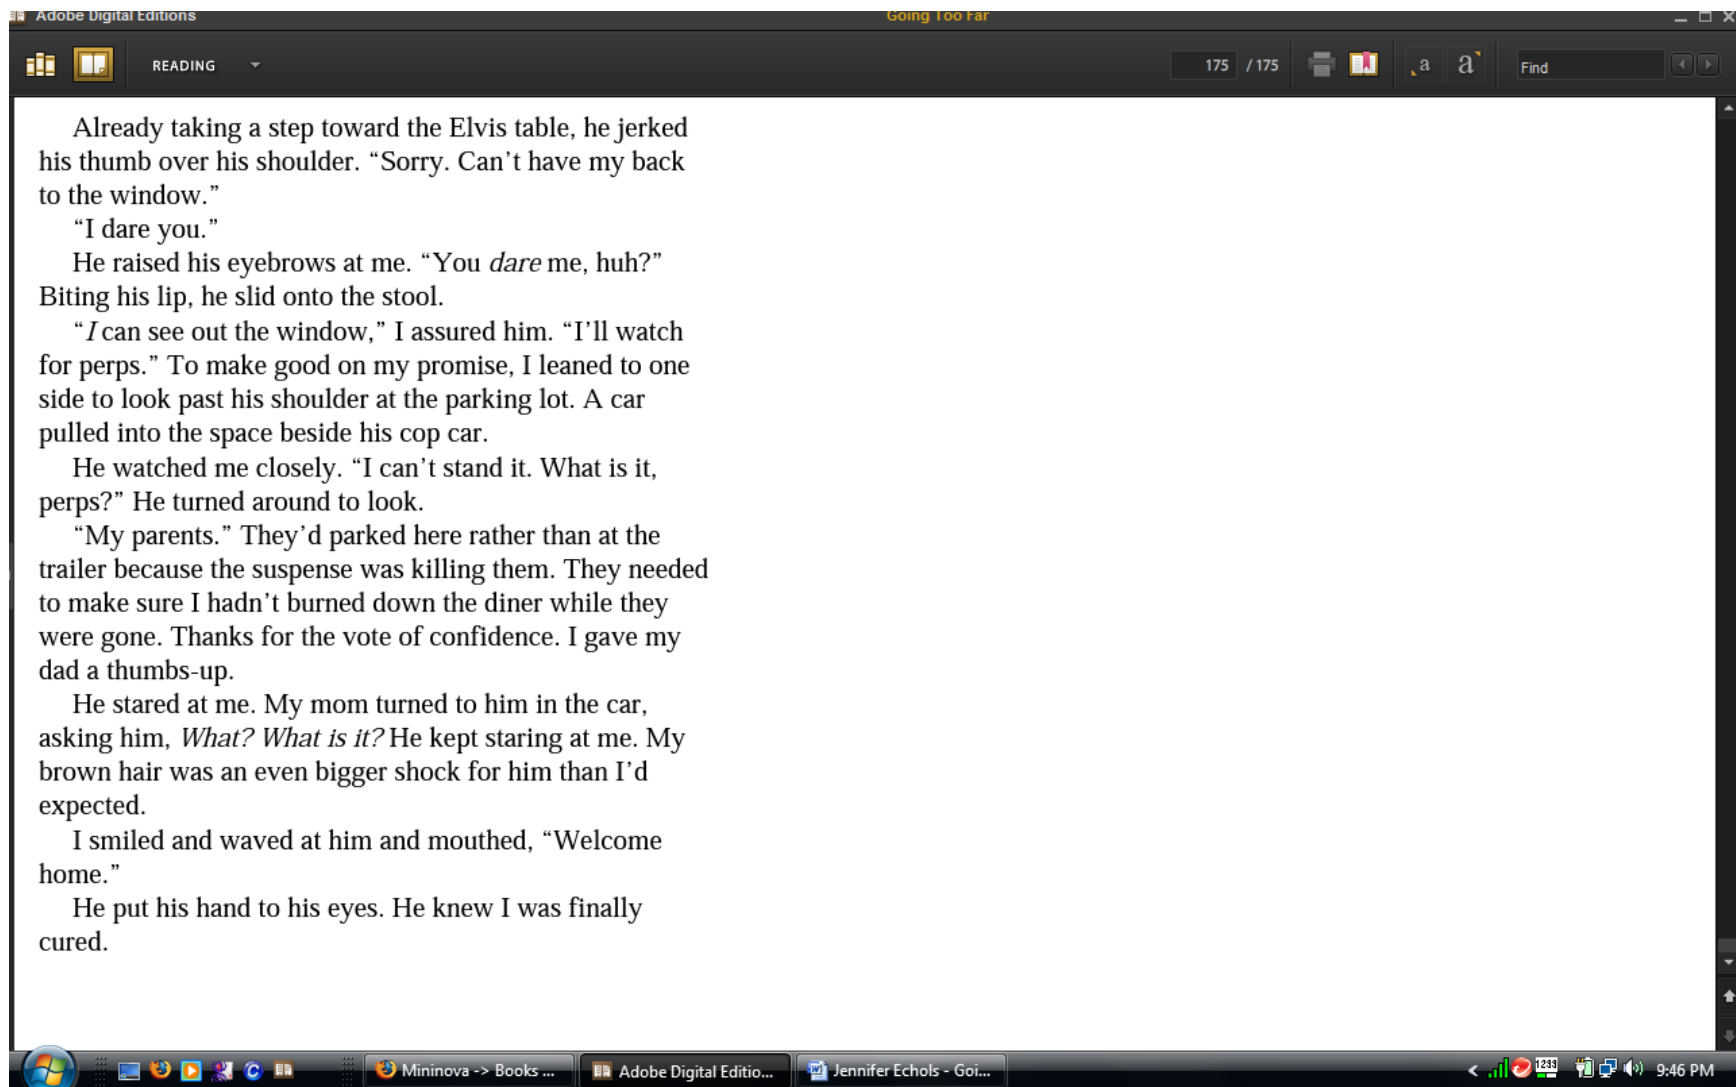 Adobe Digital Editions
Going Too Far
READING
175 / 175
a
a
Find
Already taking a step toward the Elvis table, he jerked
his thumb over his shoulder. “Sorry. Can’t have my back
to the window.”
“I dare you.”
He raised his eyebrows at me. “You dare me, huh?”
Biting his lip, he slid onto the stool.
“I can see out the window,” I assured him. “I’ll watch
for perps.” To make good on my promise, I leaned to one
side to look past his shoulder at the parking lot. A car
pulled into the space beside his cop car.
He watched me closely. “I can’t stand it. What is it,
perps?” He turned around to look.
“My parents.” They’d parked here rather than at the
trailer because the suspense was killing them. They needed
to make sure I hadn’t burned down the diner while they
were gone. Thanks for the vote of confidence. I gave my
dad a thumbs-up.
He stared at me. My mom turned to him in the car,
asking him, What? What is it? He kept staring at me. My
brown hair was an even bigger shock for him than I’d
expected.
I smiled and waved at him and mouthed, “Welcome
home.”
He put his hand to his eyes. He knew I was finally
cured.
Mininova -> Books ...
Adobe Digital Editio...
Jennifer Echols - Goi...
9:46 PM